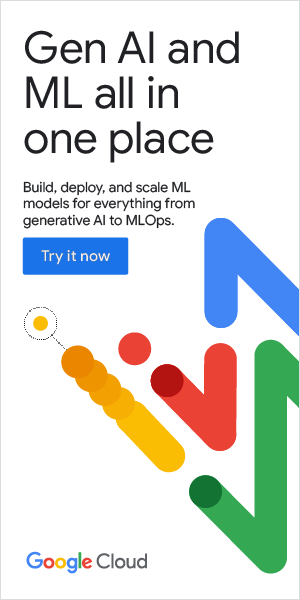 Gen AI and
ML all in
one place
Build, deploy, and scale ML
models for everything from
generative AI to MLOps.
Try it now
Google Cloud